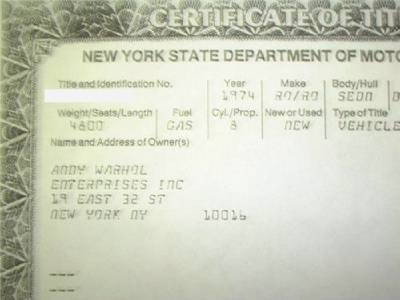 CERTIFICATE OF TIT
NEW YORK STATE DEPARTMENT OF MOTO
Title and Identification No. Year Make Body/Hull
1974 RO/RO SEDN
Weight/Seats/Length Fuel Cyl./Prop. New or Used Type of Title
4800 GAS 8 NEW VEHICLE
Name and Address of Owner(s)
ANDY WARHOL
ENTERPRISES INC
19 EAST 32 ST
NEW YORK NY 10016